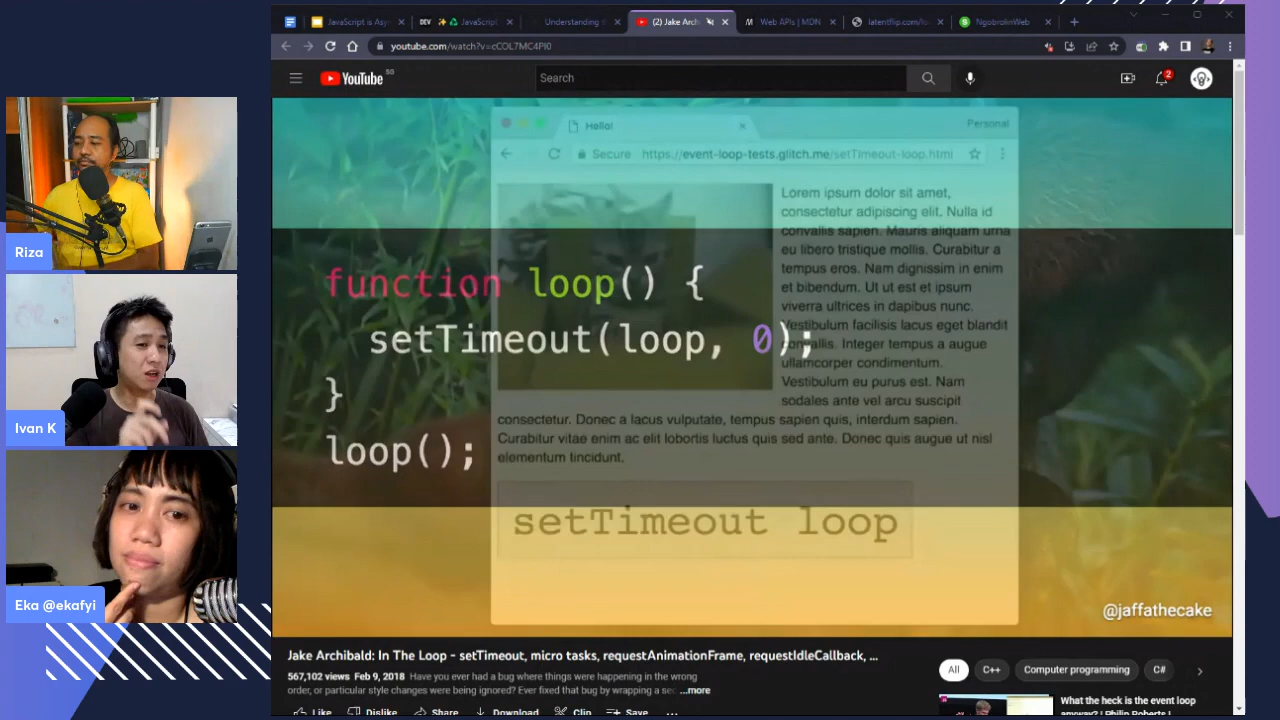 JavaScript is Asy
DEV
JavaScript
Understanding
(2) Jake Arch
Web APIs | MDN
latentflip.com/lo
NgobrolinWeb
youtube.com/watch?v=cCOL7MC4Pl0
YouTube SG
Search
2
Hello!
Personal
Secure
https://event-loop-tests.glitch.me/setTimeout-loop.html
Lorem ipsum dolor sit amet,
consectetur adipiscing elit. Nulla id
convallis sapien. Mauris aliquam urna
eu libero tristique mollis. Curabitur a
tempus eros. Nam dignissim in enim
et bibendum. Ut ut est et ipsum
viverra ultrices in dapibus nunc.
Vestibulum facilisis lacus eget blandit
convallis. Integer tempus a augue
ullamcorper condimentum.
Vestibulum eu purus est. Nam
sodales ante vel arcu suscipit
consectetur. Donec a lacus vulputate, tempus sapien quis, interdum sapien.
Curabitur vitae enim ac elit lobortis luctus quis sed ante. Donec quis augue ut nisl
elementum tincidunt.
function loop() {
setTimeout(loop, 0);
}
loop();
setTimeout loop
@jaffathecake
Riza
Ivan K
Eka @ekafyi
Jake Archibald: In The Loop - setTimeout, micro tasks, requestAnimationFrame, requestIdleCallback, ...
567,102 views Feb 9, 2018 Have you ever had a bug where things were happening in the wrong
order, or particular style changes were being ignored? Ever fixed that bug by wrapping a sec ...more
Like
Dislike
Share
Download
Clip
Save
All
C++
Computer programming
C#
What the heck is the event loop
anyway? | Philip Roberts |